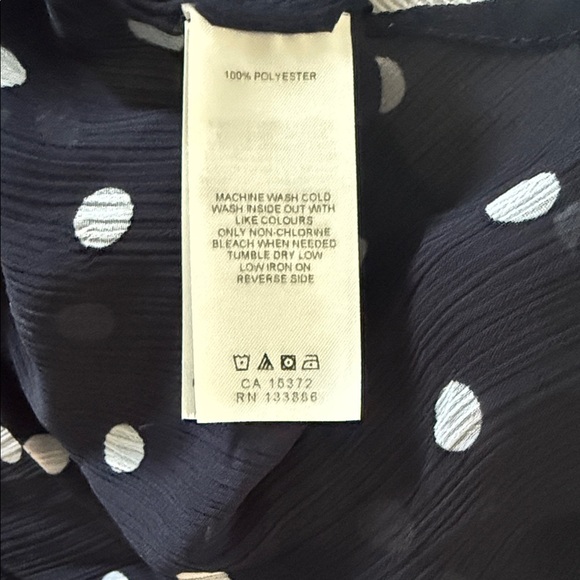 100% POLYESTER
MACHINE WASH COLD
WASH INSIDE OUT WITH
LIKE COLOURS
ONLY NON-CHLORINE
BLEACH WHEN NEEDED
TUMBLE DRY LOW
LOW IRON ON
REVERSE SIDE
CA 15372
RN 133886